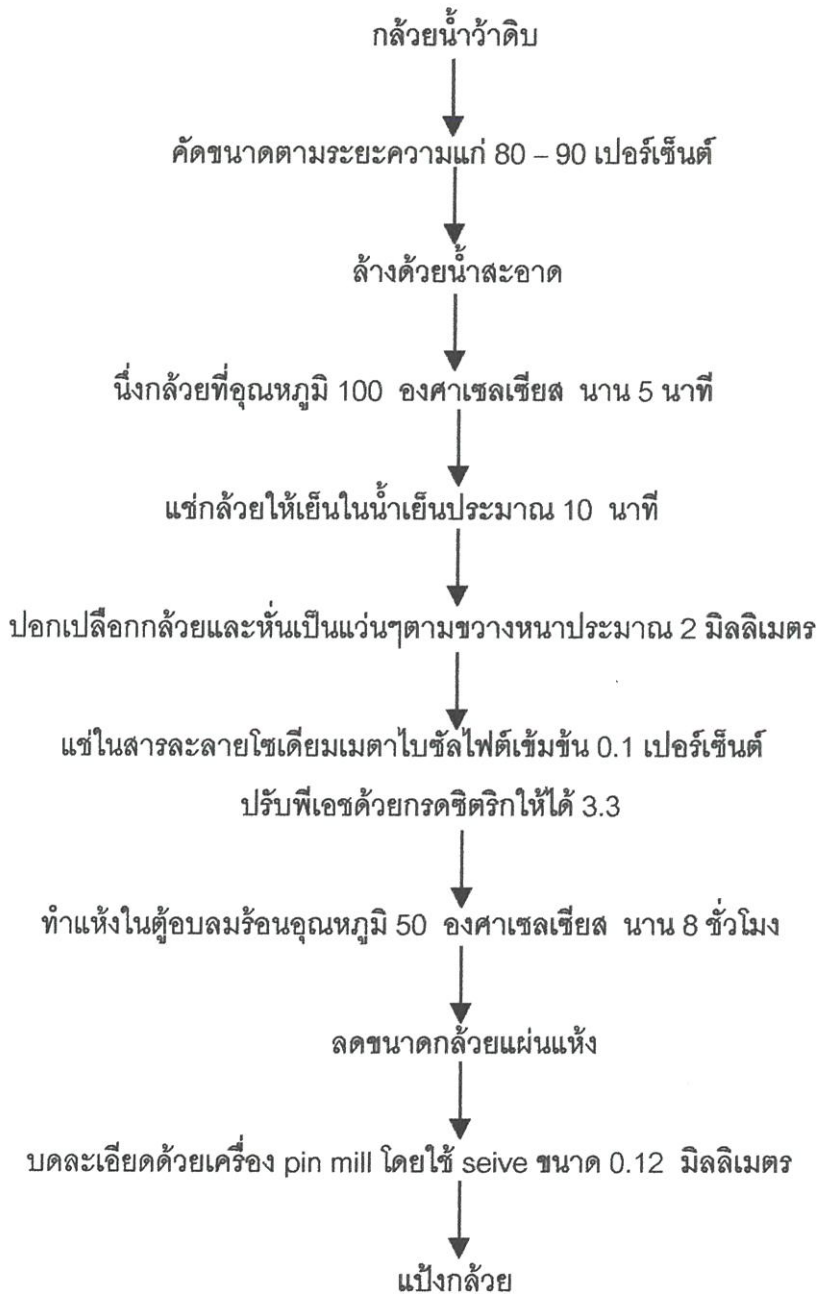 กล้วยน้ำว้าดิบ
คัดขนาดตามระยะความแก่ 80 – 90 เปอร์เซ็นต์
ล้างด้วยน้ำสะอาด
นึ่งกล้วยที่อุณหภูมิ 100 องศาเซลเซียส นาน 5 นาที
แช่กล้วยให้เย็นในน้ำเย็นประมาณ 10 นาที
ปอกเปลือกกล้วยและหั่นเป็นแว่นๆตามขวางหนาประมาณ 2 มิลลิเมตร
แช่ในสารละลายโซเดียมเมตาไบซัลไฟต์เข้มข้น 0.1 เปอร์เซ็นต์
ปรับพีเอชด้วยกรดซิตริกให้ได้ 3.3
ทำแห้งในตู้อบลมร้อนอุณหภูมิ 50 องศาเซลเซียส นาน 8 ชั่วโมง
ลดขนาดกล้วยแผ่นแห้ง
บดละเอียดด้วยเครื่อง pin mill โดยใช้ seive ขนาด 0.12 มิลลิเมตร
แป้งกล้วย